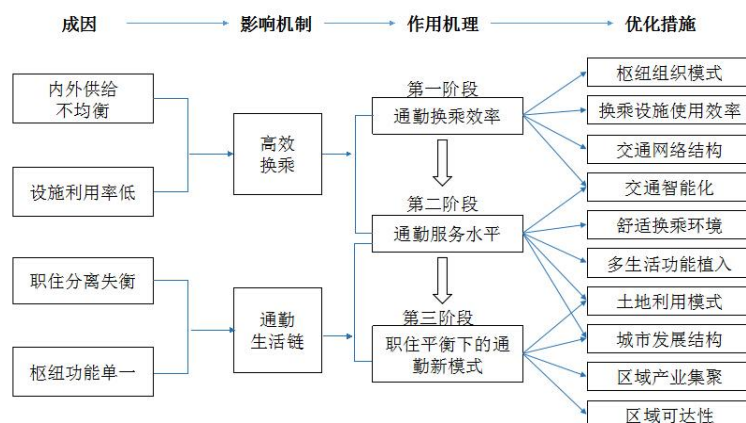 成因
影响机制
作用机理
优化措施
内外供给
不均衡
设施利用率低
职住分离失衡
枢纽功能单一
高效
换乘
通勤
生活链
第一阶段
通勤换乘效率
第二阶段
通勤服务水平
第三阶段
职住平衡下的通
勤新模式
枢纽组织模式
换乘设施使用效率
交通网络结构
交通智能化
舒适换乘环境
多生活功能植入
土地利用模式
城市发展结构
区域产业集聚
区域可达性